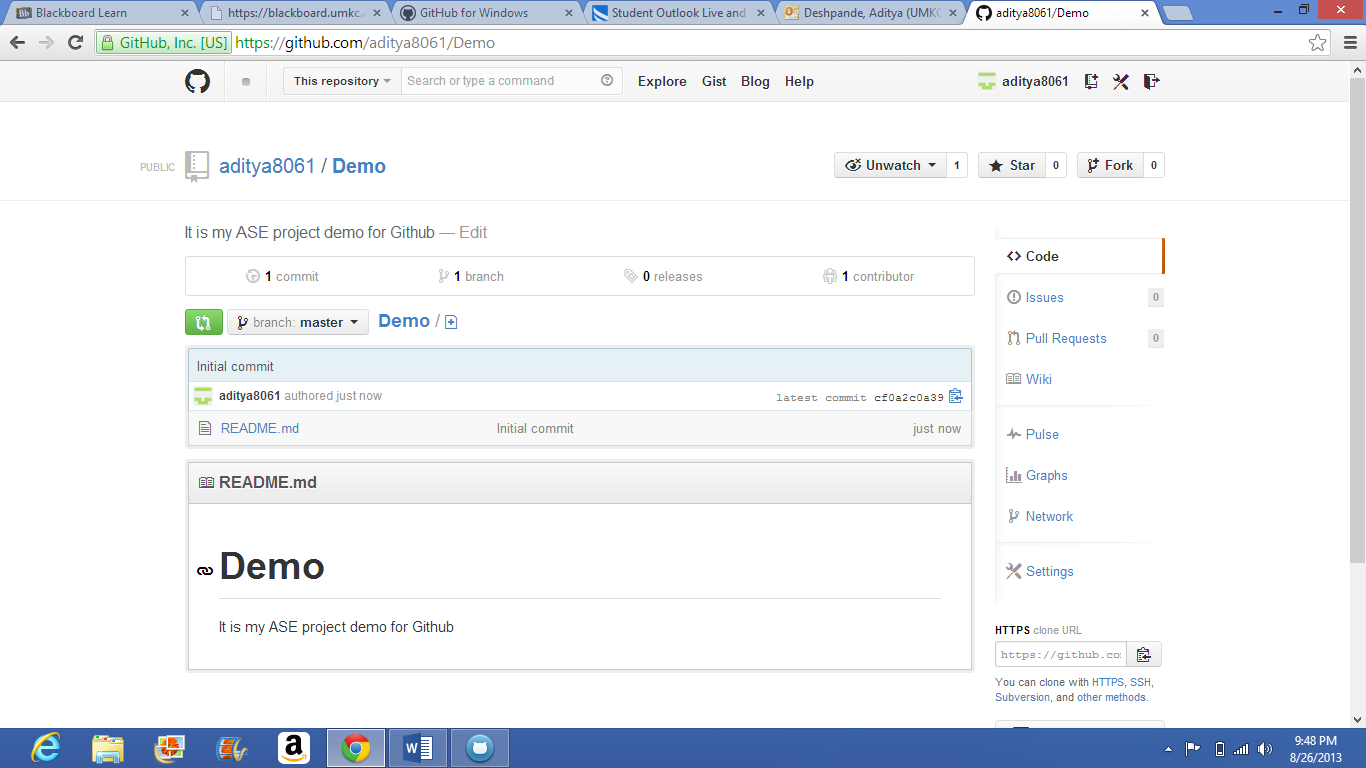 Blackboard Learn
https://blackboard.umkc.
GitHub for Windows
Student Outlook Live and
Deshpande, Aditya (UMKC
aditya8061/Demo
GitHub, Inc. [US] https://github.com/aditya8061/Demo
This repository Search or type a command Explore Gist Blog Help aditya8061
PUBLIC aditya8061 / Demo Unwatch 1 Star 0 Fork 0
It is my ASE project demo for Github — Edit
1 commit 1 branch 0 releases 1 contributor
branch: master Demo /
Initial commit
aditya8061 authored just now latest commit cf0a2c0a39
README.md Initial commit just now
README.md
Demo
It is my ASE project demo for Github
Code
Issues 0
Pull Requests 0
Wiki
Pulse
Graphs
Network
Settings
HTTPS clone URL
https://github.co
You can clone with HTTPS, SSH,
Subversion, and other methods.
9:48 PM
8/26/2013